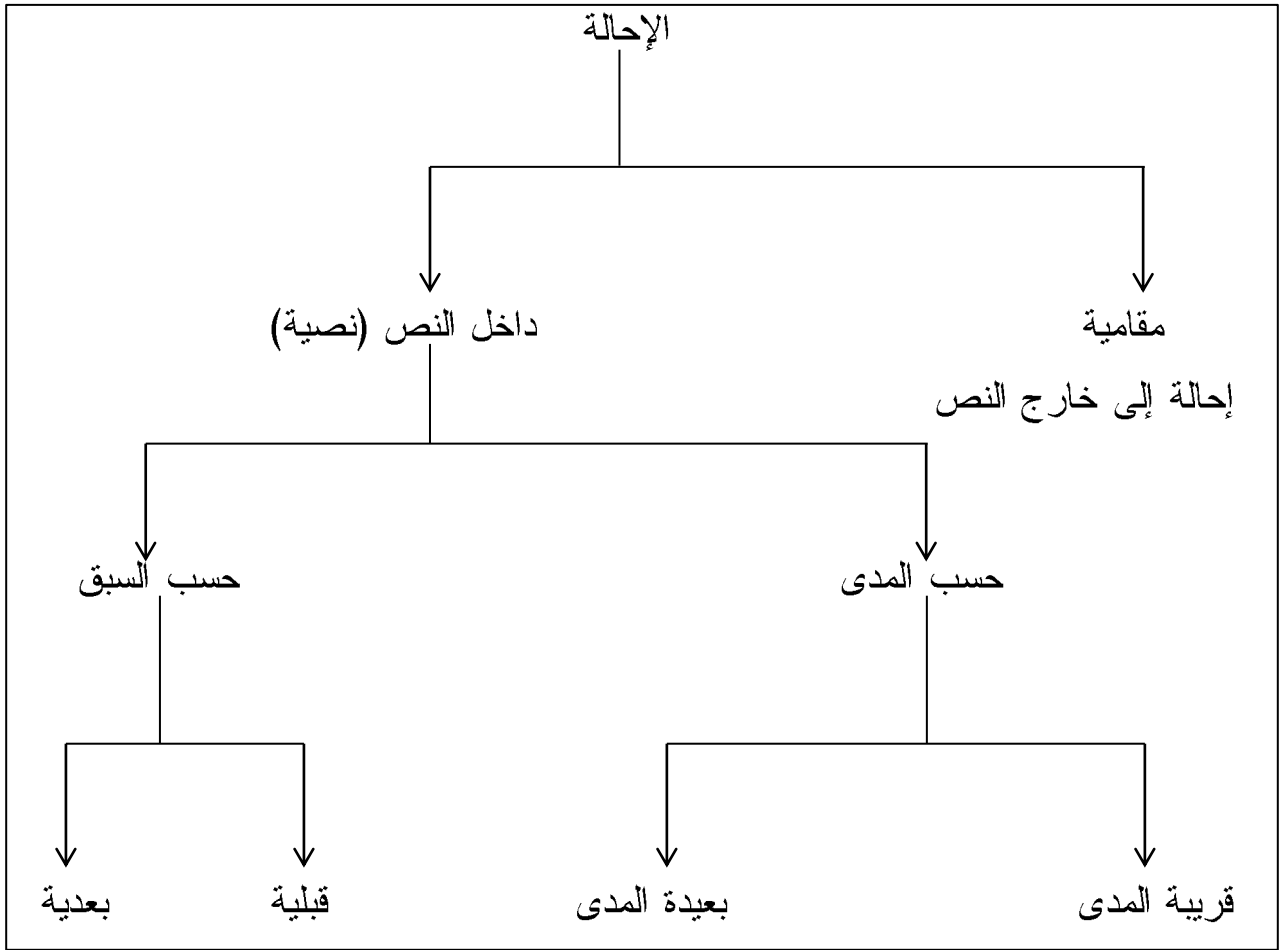 الإحالة
مقامية
داخل النص (نصية)
إحالة إلى خارج النص
حسب المدى
حسب السبق
قريبة المدى
بعيدة المدى
قبلية
بعدية